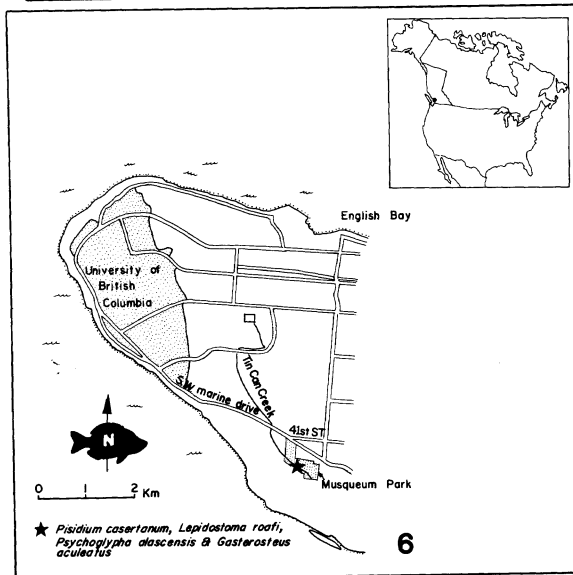 English Bay
University of
British
Columbia
Tin Can Creek
S.W marine drive
41st ST
N
Musqueum Park
0 1 2 Km
★ Pisidium casertanum, Lepidostoma roafi,
Psychoglypha alascensis & Gasterosteus
aculeatus
6